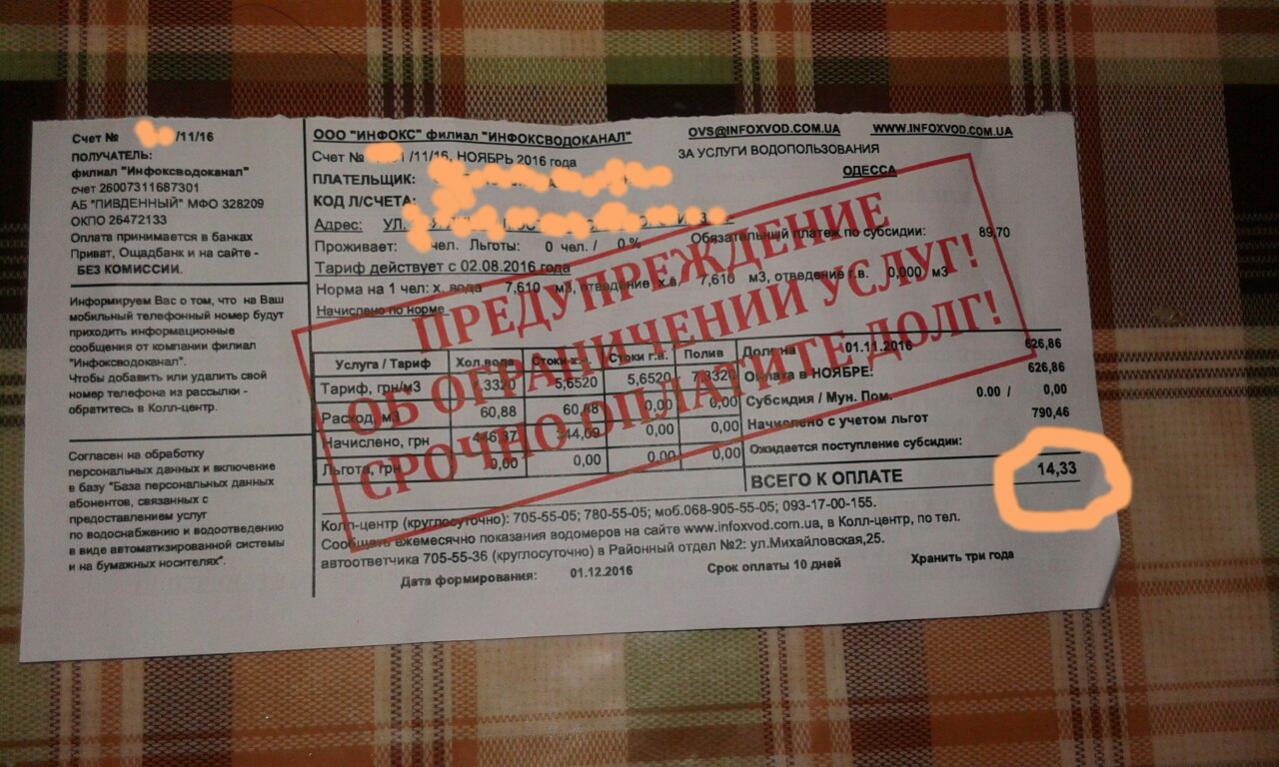 Счет № /11/16
ПОЛУЧАТЕЛЬ:
филиал "Инфоксводоканал"
счет 26007311687301
АБ "ПИВДЕННЫЙ" МФО 328209
ОКПО 26472133
Оплата принимается в банках
Приват, Ощадбанк и на сайте -
БЕЗ КОМИССИИ.
Информируем Вас о том, что на Ваш
мобильный телефонный номер будут
приходить информационные
сообщения от компании филиал
"Инфоксводоканал".
Чтобы добавить или удалить свой
номер телефона из рассылки -
обратитесь в Колл-центр.
Согласен на обработку
персональных данных и включение
в базу "База персональных данных
абонентов, связанных с
предоставлением услуг
по водоснабжению и водоотведению
в виде автоматизированной системы
и на бумажных носителях".
ООО "ИНФОКС" филиал "ИНФОКСВОДОКАНАЛ"
OVS@INFOXVOD.COM.UA WWW.INFOXVOD.COM.UA
Счет № /11/16, НОЯБРЬ 2016 года
ЗА УСЛУГИ ВОДОПОЛЬЗОВАНИЯ
ПЛАТЕЛЬЩИК:
ОДЕССА
КОД Л/СЧЕТА:
Адрес: УЛ.
Проживает: чел. Льготы: 0 чел. / 0 %
Обязательный платеж по субсидии: 89,70
Тариф действует с 02.08.2016 года
Норма на 1 чел: х. вода 7,610 м3, отведение х.в. 7,610 м3, отведение г.в. 0,000 м3
Начислено по норме
ПРЕДУПРЕЖДЕНИЕ
ОБ ОГРАНИЧЕНИИ УСЛУГ!
СРОЧНО ОПЛАТИТЕ ДОЛГ!
Услуга / Тариф Хол.вода Стоки х.в. Стоки г.в. Полив
Тариф, грн/м3 7,3320 5,6520 5,6520 7,3320
Расход, м3 60,88 60,88 0,00 0,00
Начислено, грн 446,37 344,09 0,00 0,00
Льгота, грн 0,00 0,00 0,00 0,00
Долг на 01.11.2016 626,86
Оплата в НОЯБРЕ: 626,86
Субсидия / Мун. Пом. 0.00 / 0,00
Начислено с учетом льгот 790,46
Ожидается поступление субсидии:
ВСЕГО К ОПЛАТЕ 14,33
Колл-центр (круглосуточно): 705-55-05; 780-55-05; моб.068-905-55-05; 093-17-00-155.
Сообщать ежемесячно показания водомеров на сайте www.infoxvod.com.ua, в Колл-центр, по тел.
автоответчика 705-55-36 (круглосуточно) в Районный отдел №2: ул.Михайловская,25.
Дата формирования: 01.12.2016 Срок оплаты 10 дней Хранить три года